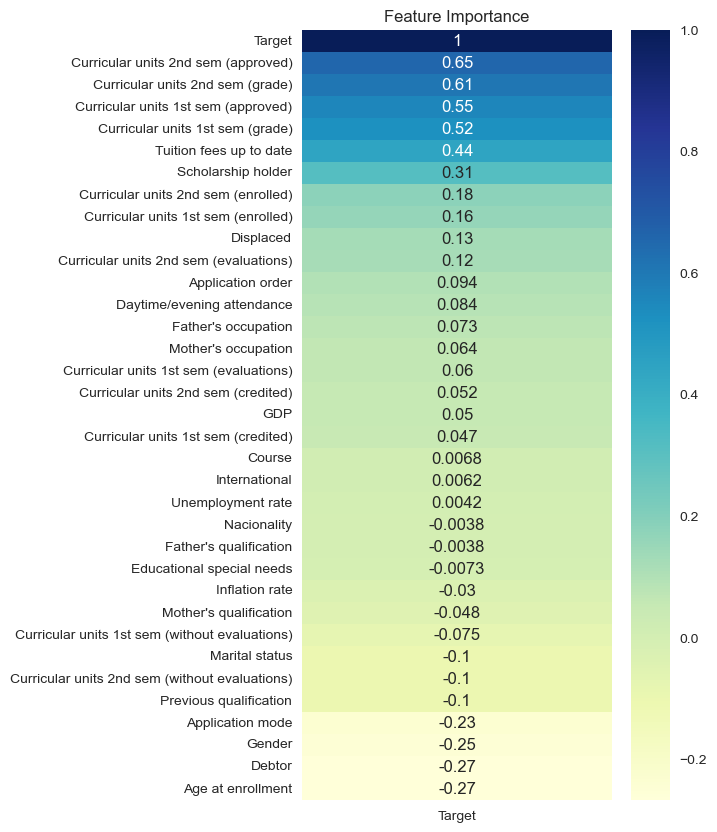 Feature Importance
Target 1
Curricular units 2nd sem (approved) 0.65
Curricular units 2nd sem (grade) 0.61
Curricular units 1st sem (approved) 0.55
Curricular units 1st sem (grade) 0.52
Tuition fees up to date 0.44
Scholarship holder 0.31
Curricular units 2nd sem (enrolled) 0.18
Curricular units 1st sem (enrolled) 0.16
Displaced 0.13
Curricular units 2nd sem (evaluations) 0.12
Application order 0.094
Daytime/evening attendance 0.084
Father's occupation 0.073
Mother's occupation 0.064
Curricular units 1st sem (evaluations) 0.06
Curricular units 2nd sem (credited) 0.052
GDP 0.05
Curricular units 1st sem (credited) 0.047
Course 0.0068
International 0.0062
Unemployment rate 0.0042
Nacionality -0.0038
Father's qualification -0.0038
Educational special needs -0.0073
Inflation rate -0.03
Mother's qualification -0.048
Curricular units 1st sem (without evaluations) -0.075
Marital status -0.1
Curricular units 2nd sem (without evaluations) -0.1
Previous qualification -0.1
Application mode -0.23
Gender -0.25
Debtor -0.27
Age at enrollment -0.27
Target
1.0
0.8
0.6
0.4
0.2
0.0
−0.2